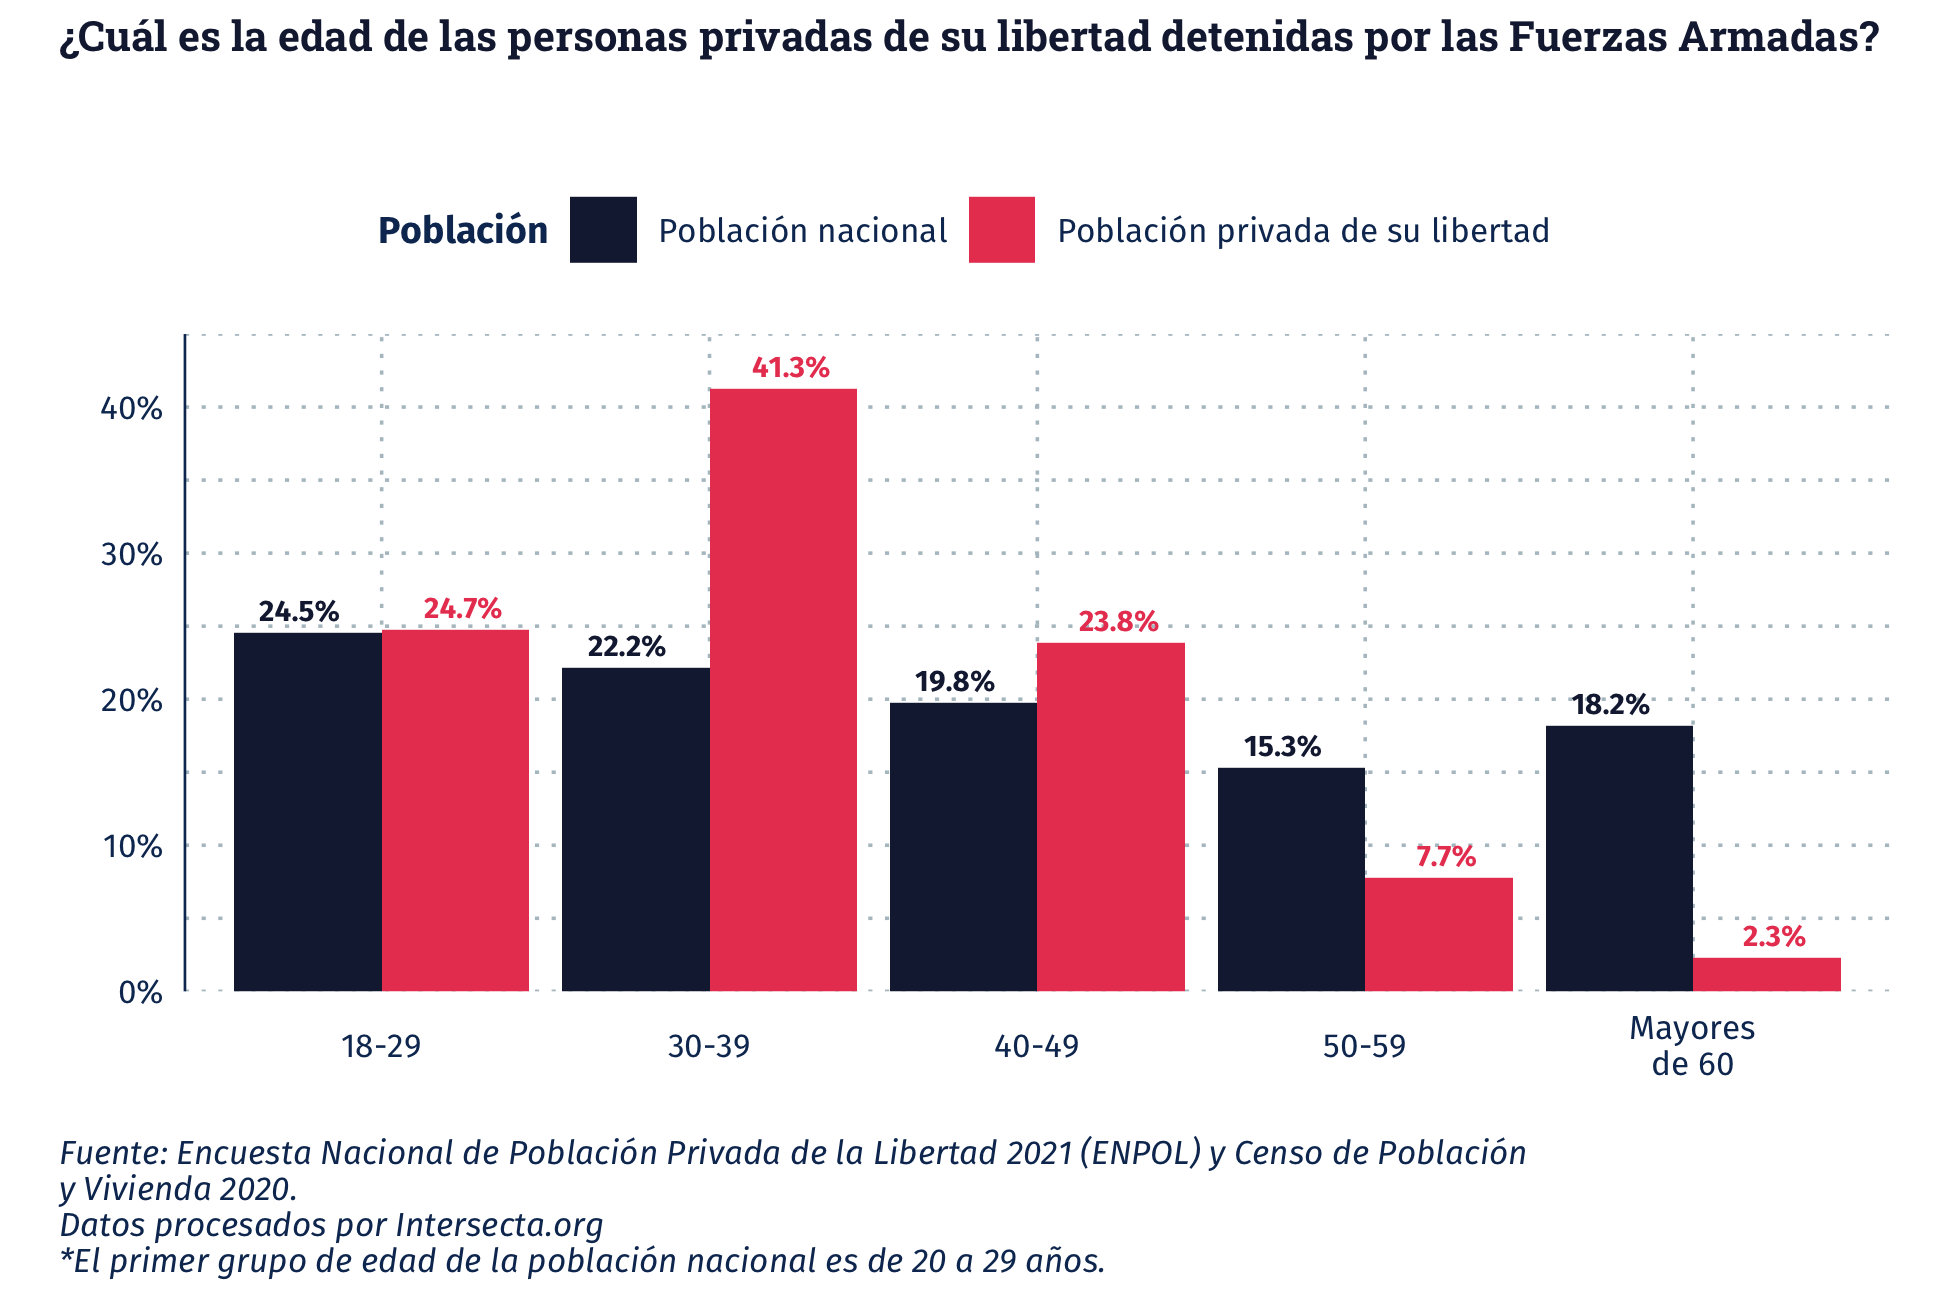 ¿Cuál es la edad de las personas privadas de su libertad detenidas por las Fuerzas Armadas?
Población
Población nacional
Población privada de su libertad
40%
30%
20%
10%
0%
24.5%
24.7%
22.2%
41.3%
19.8%
23.8%
15.3%
7.7%
18.2%
2.3%
18-29
30-39
40-49
50-59
Mayores
de 60
Fuente: Encuesta Nacional de Población Privada de la Libertad 2021 (ENPOL) y Censo de Población
y Vivienda 2020.
Datos procesados por Intersecta.org
*El primer grupo de edad de la población nacional es de 20 a 29 años.